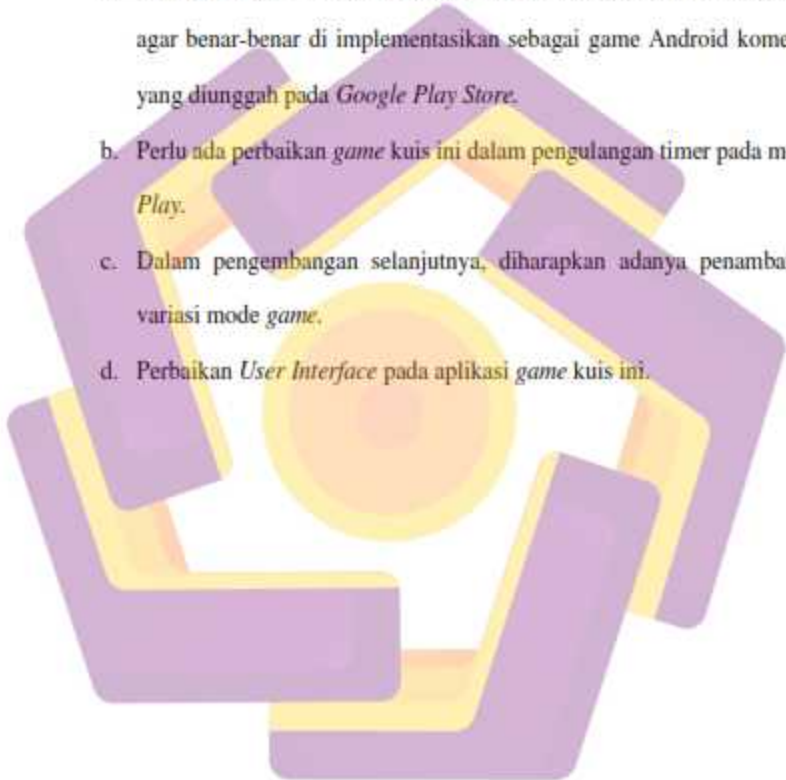 agar benar-benar di implementasikan sebagai game Android
yang diunggah pada Google Play Store.
b. Perlu ada perbaikan game kuis ini dalam pengulangan timer pada
Play.
c. Dalam pengembangan selanjutnya, diharapkan adanya
variasi mode game.
d. Perbaikan User Interface pada aplikasi game kuis ini.